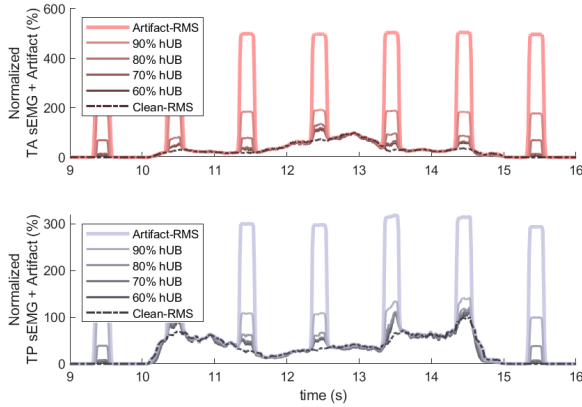 600
400
200
0
Normalized
TA sEMG + Artifact (%)
Artifact-RMS
90% hUB
80% hUB
70% hUB
60% hUB
Clean-RMS
9 10 11 12 13 14 15 16
300
200
100
0
Normalized
TP sEMG + Artifact (%)
Artifact-RMS
90% hUB
80% hUB
70% hUB
60% hUB
Clean-RMS
9 10 11 12 13 14 15 16
time (s)